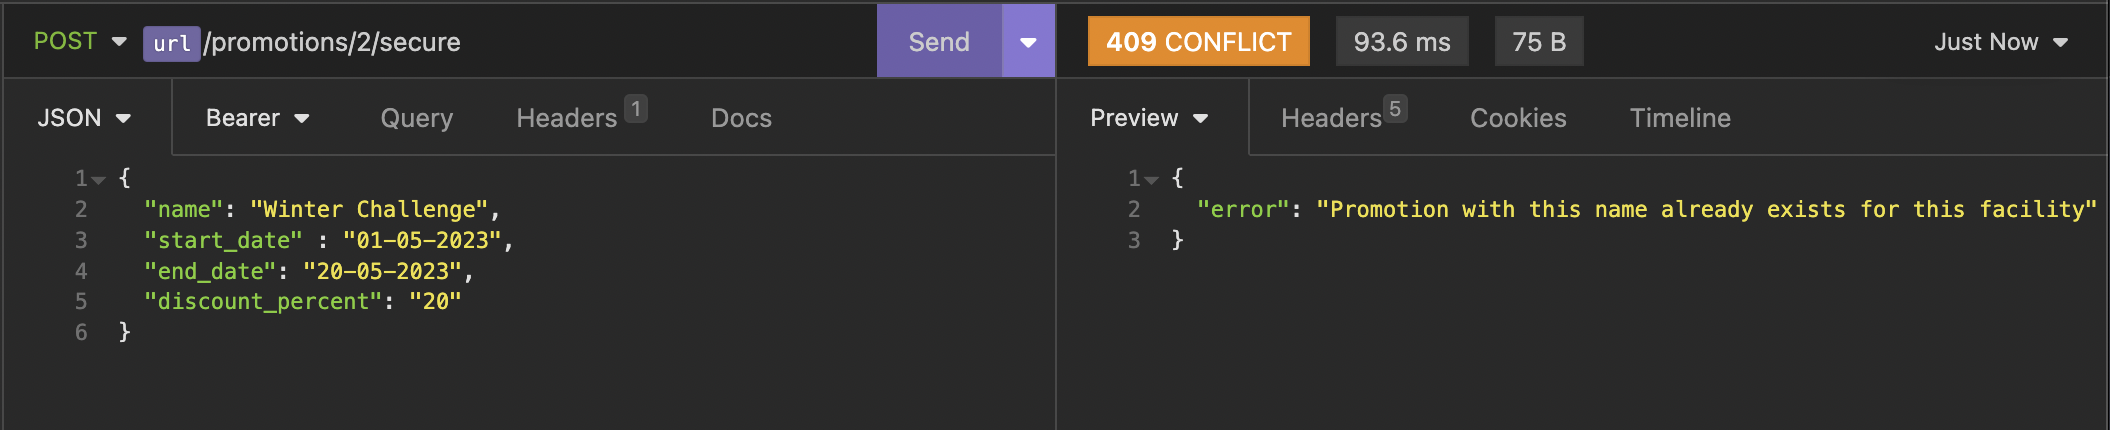 POST url/promotions/2/secure Send 409 CONFLICT 93.6 ms 75 B Just Now
JSON Bearer Query Headers 1 Docs Preview Headers 5 Cookies Timeline
1 {
2 "name": "Winter Challenge",
3 "start_date" : "01-05-2023",
4 "end_date": "20-05-2023",
5 "discount_percent": "20"
6 }
1 {
2 "error": "Promotion with this name already exists for this facility"
3 }